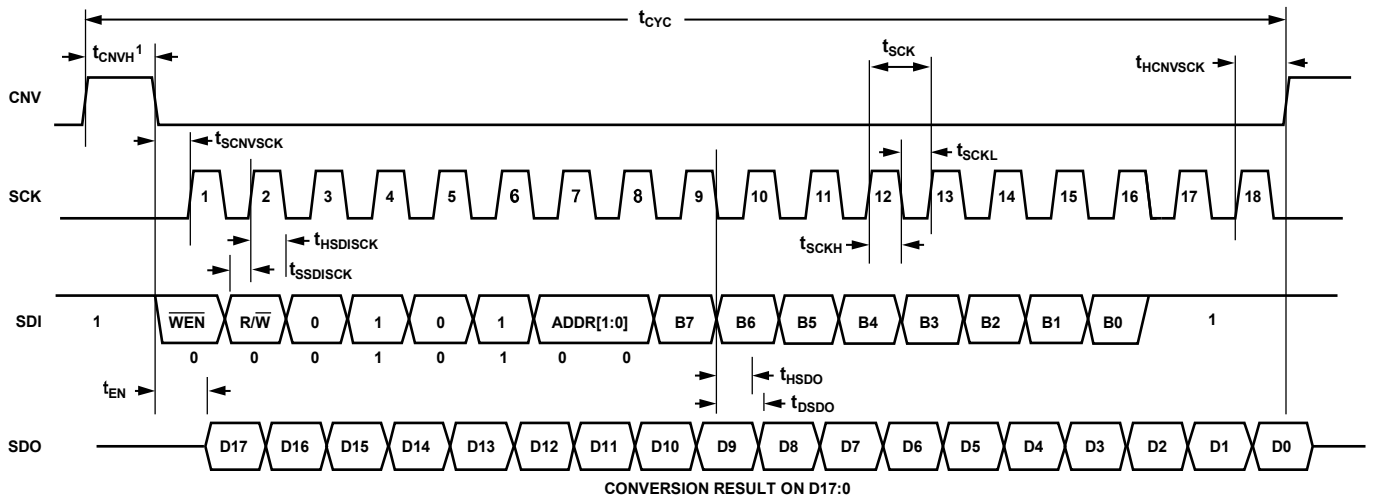 tCYC
tCNVH1
tSCK
tHCNVSCK
CNV
tSCNVSCK
tSCKL
SCK 1 2 3 4 5 6 7 8 9 10 11 12 13 14 15 16 17 18
tHSDISCK
tSCKH
tSSDISCK
SDI 1 WEN R/W 0 1 0 1 ADDR[1:0] B7 B6 B5 B4 B3 B2 B1 B0 1
0 0 0 1 0 1 0 0
tEN
tHSDO
tDSDO
SDO D17 D16 D15 D14 D13 D12 D11 D10 D9 D8 D7 D6 D5 D4 D3 D2 D1 D0
CONVERSION RESULT ON D17:0